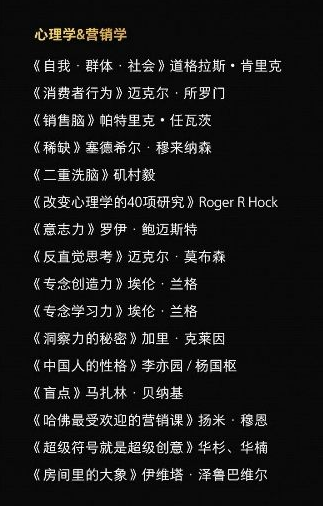 心理学&营销学
《自我·群体·社会》道格拉斯·肯里克
《消费者行为》迈克尔·所罗门
《销售脑》帕特里克·任瓦茨
《稀缺》塞德希尔·穆来纳森
《二重洗脑》矶村毅
《改变心理学的40项研究》Roger R Hock
《意志力》罗伊·鲍迈斯特
《反直觉思考》迈克尔·莫布森
《专念创造力》埃伦·兰格
《专念学习力》埃伦·兰格
《洞察力的秘密》加里·克莱因
《中国人的性格》李亦园 / 杨国枢
《盲点》马扎林·贝纳基
《哈佛最受欢迎的营销课》扬米·穆恩
《超级符号就是超级创意》华杉、华楠
《房间里的大象》伊维塔·泽鲁巴维尔